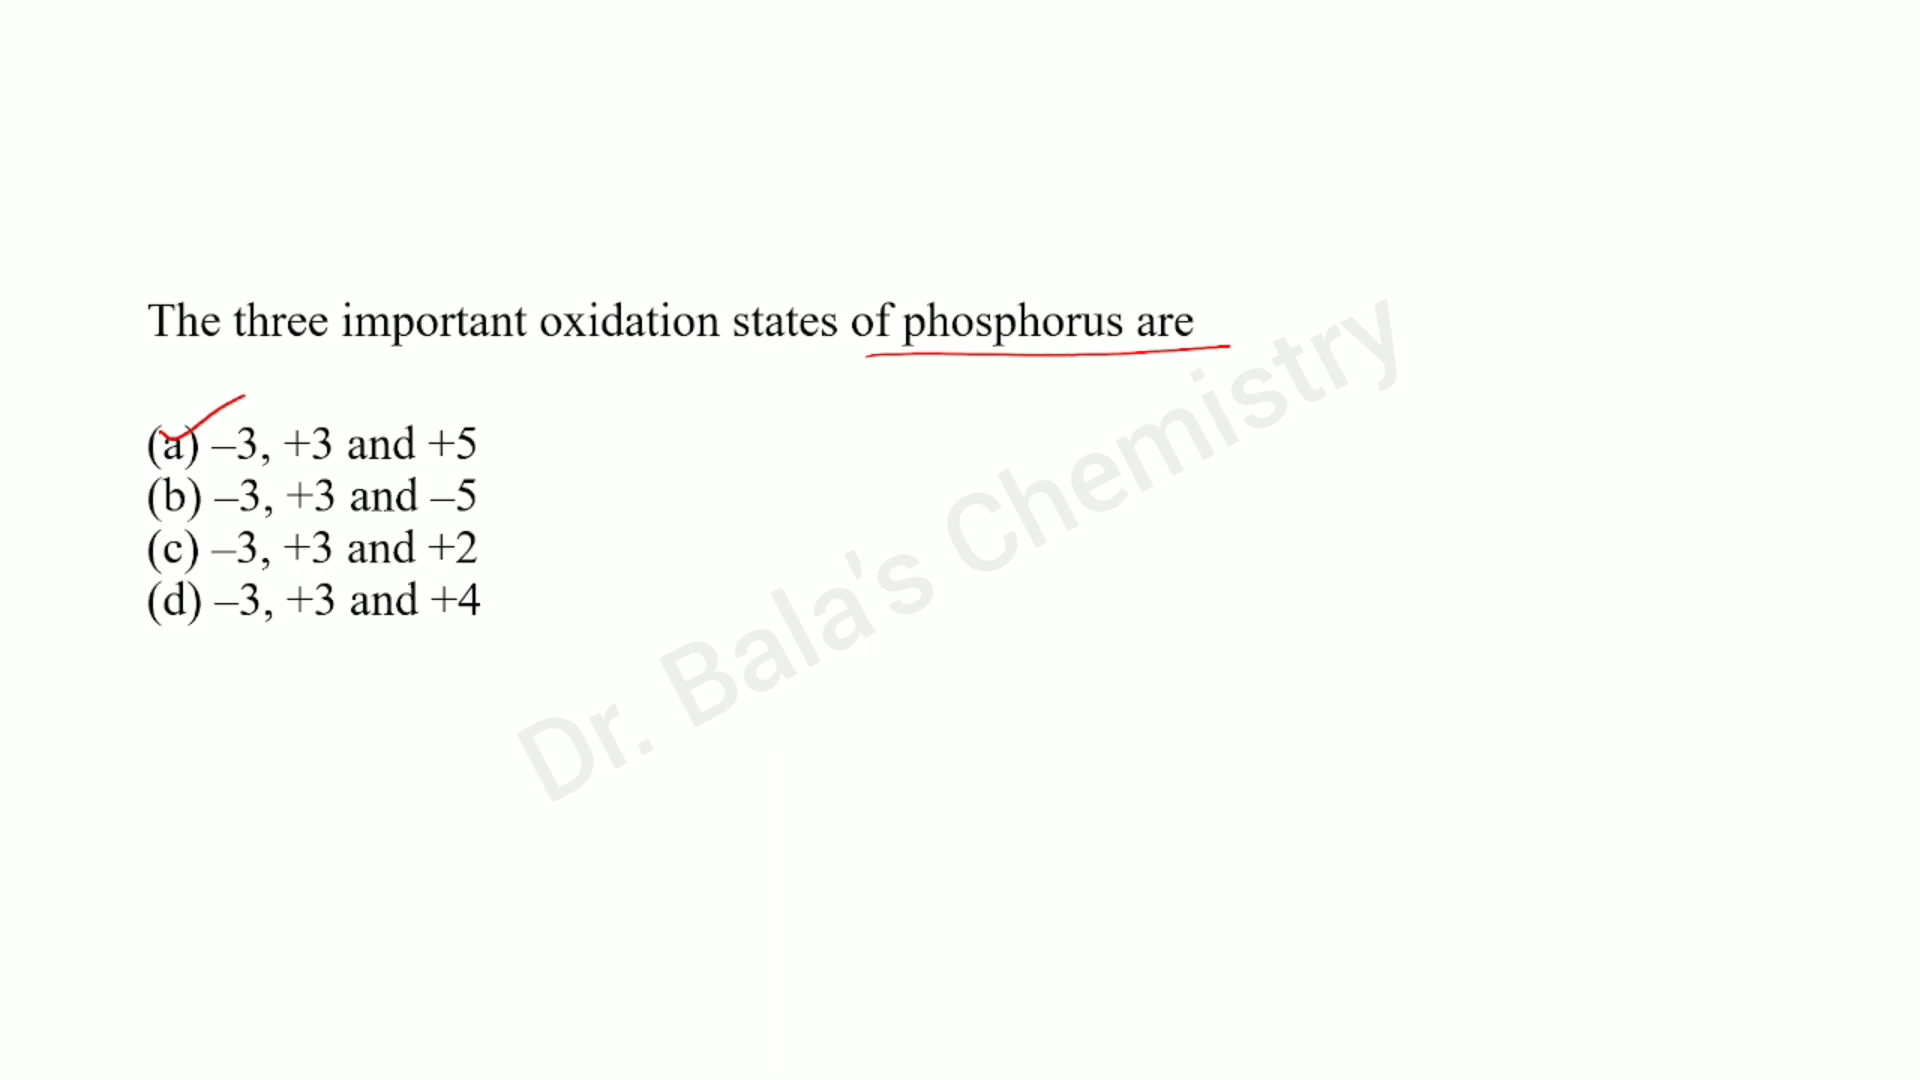 The three important oxidation states of phosphorus are
(a) –3, +3 and +5
(b) –3, +3 and –5
(c) –3, +3 and +2
(d) –3, +3 and +4
Dr. Bala's Chemistry